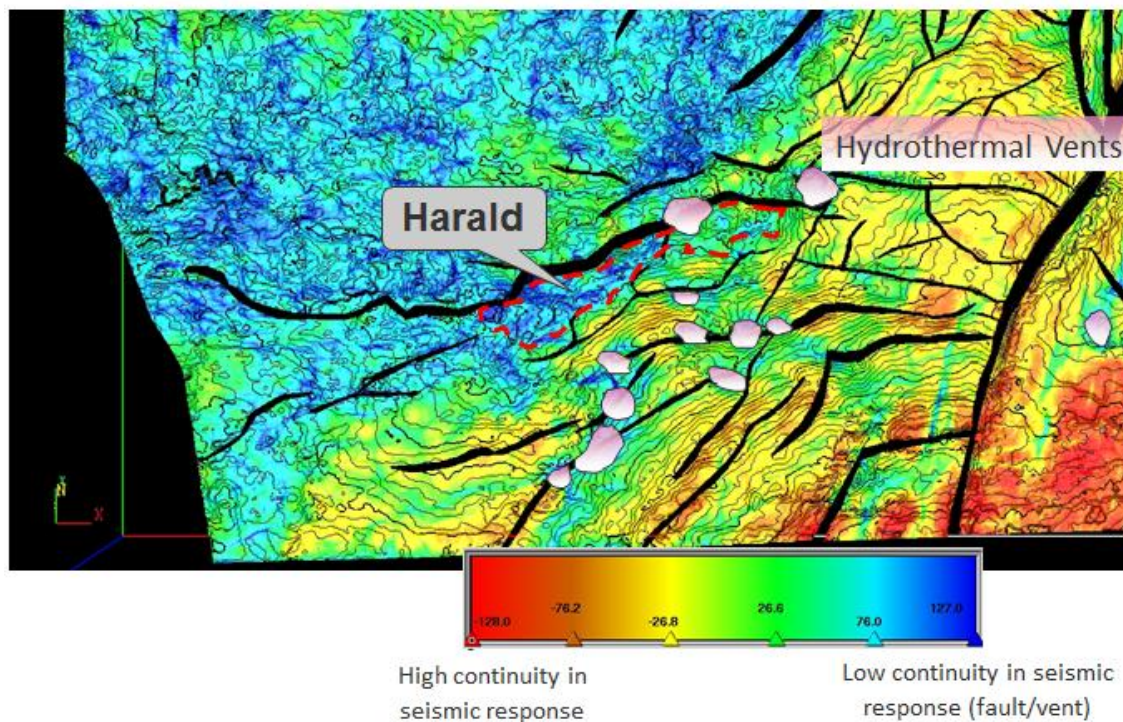 Hydrothermal Vents
Harald
X
-128.0
-76.2
-26.8
26.6
76.0
127.0
High continuity in
seismic response
Low continuity in seismic
response (fault/vent)